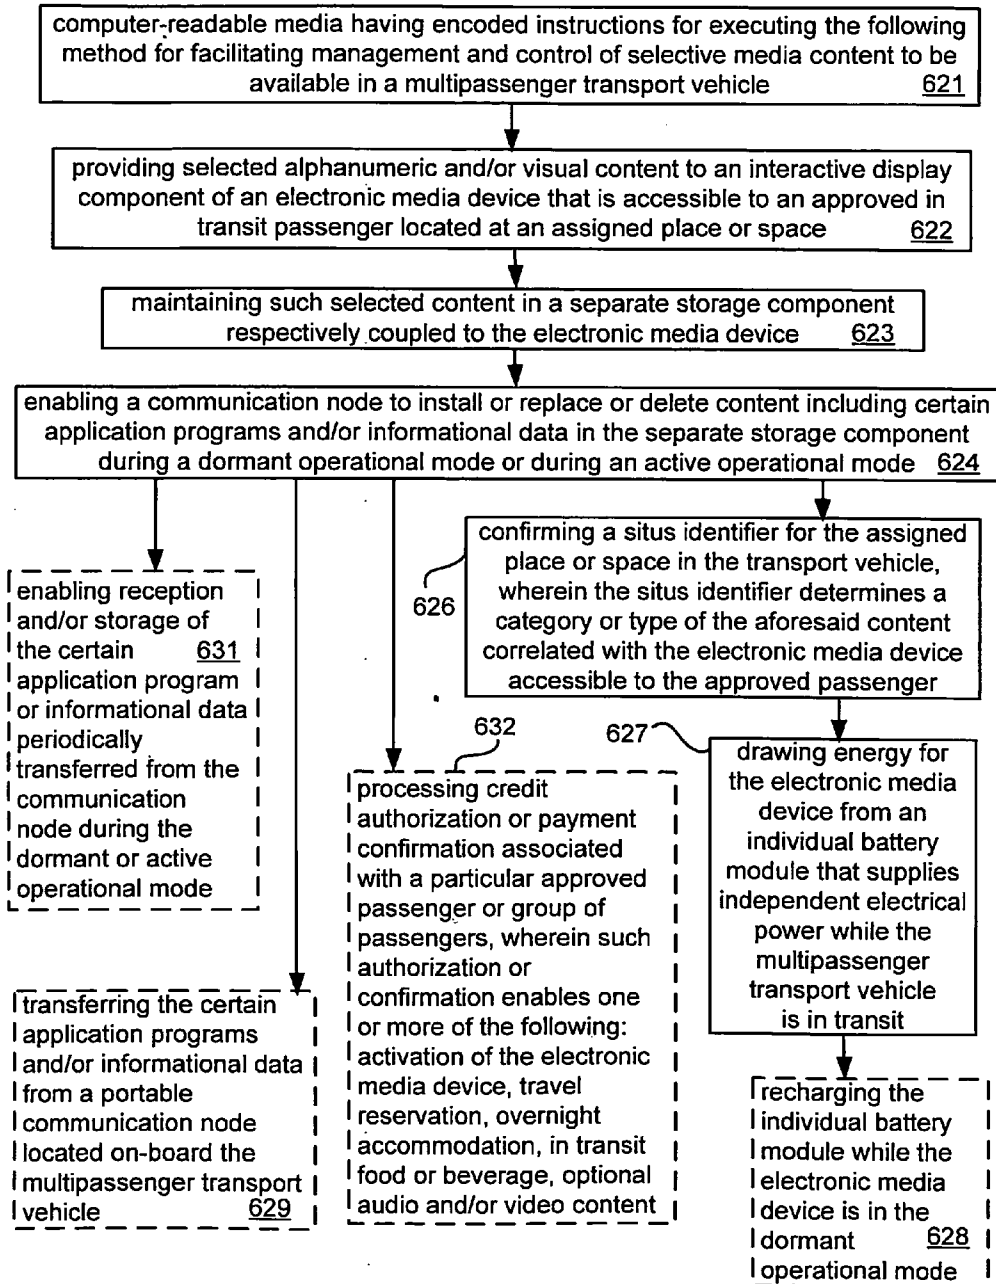 computer-readable media having encoded instructions for executing the following
method for facilitating management and control of selective media content to be
available in a multipassenger transport vehicle 621
providing selected alphanumeric and/or visual content to an interactive display
component of an electronic media device that is accessible to an approved in
transit passenger located at an assigned place or space 622
maintaining such selected content in a separate storage component
respectively coupled to the electronic media device 623
enabling a communication node to install or replace or delete content including certain
application programs and/or informational data in the separate storage component
during a dormant operational mode or during an active operational mode 624
enabling reception
and/or storage of
the certain 631
application program
or informational data
periodically
transferred from the
communication
node during the
dormant or active
operational mode
626
confirming a situs identifier for the assigned
place or space in the transport vehicle,
wherein the situs identifier determines a
category or type of the aforesaid content
correlated with the electronic media device
accessible to the approved passenger
632
processing credit
authorization or payment
confirmation associated
with a particular approved
passenger or group of
passengers, wherein such
authorization or
confirmation enables one
or more of the following:
activation of the electronic
media device, travel
reservation, overnight
accommodation, in transit
food or beverage, optional
audio and/or video content
627
drawing energy for
the electronic media
device from an
individual battery
module that supplies
independent electrical
power while the
multipassenger
transport vehicle
is in transit
transferring the certain
application programs
and/or informational data
from a portable
communication node
located on-board the
multipassenger transport
vehicle 629
recharging the
individual battery
module while the
electronic media
device is in the
dormant 628
operational mode